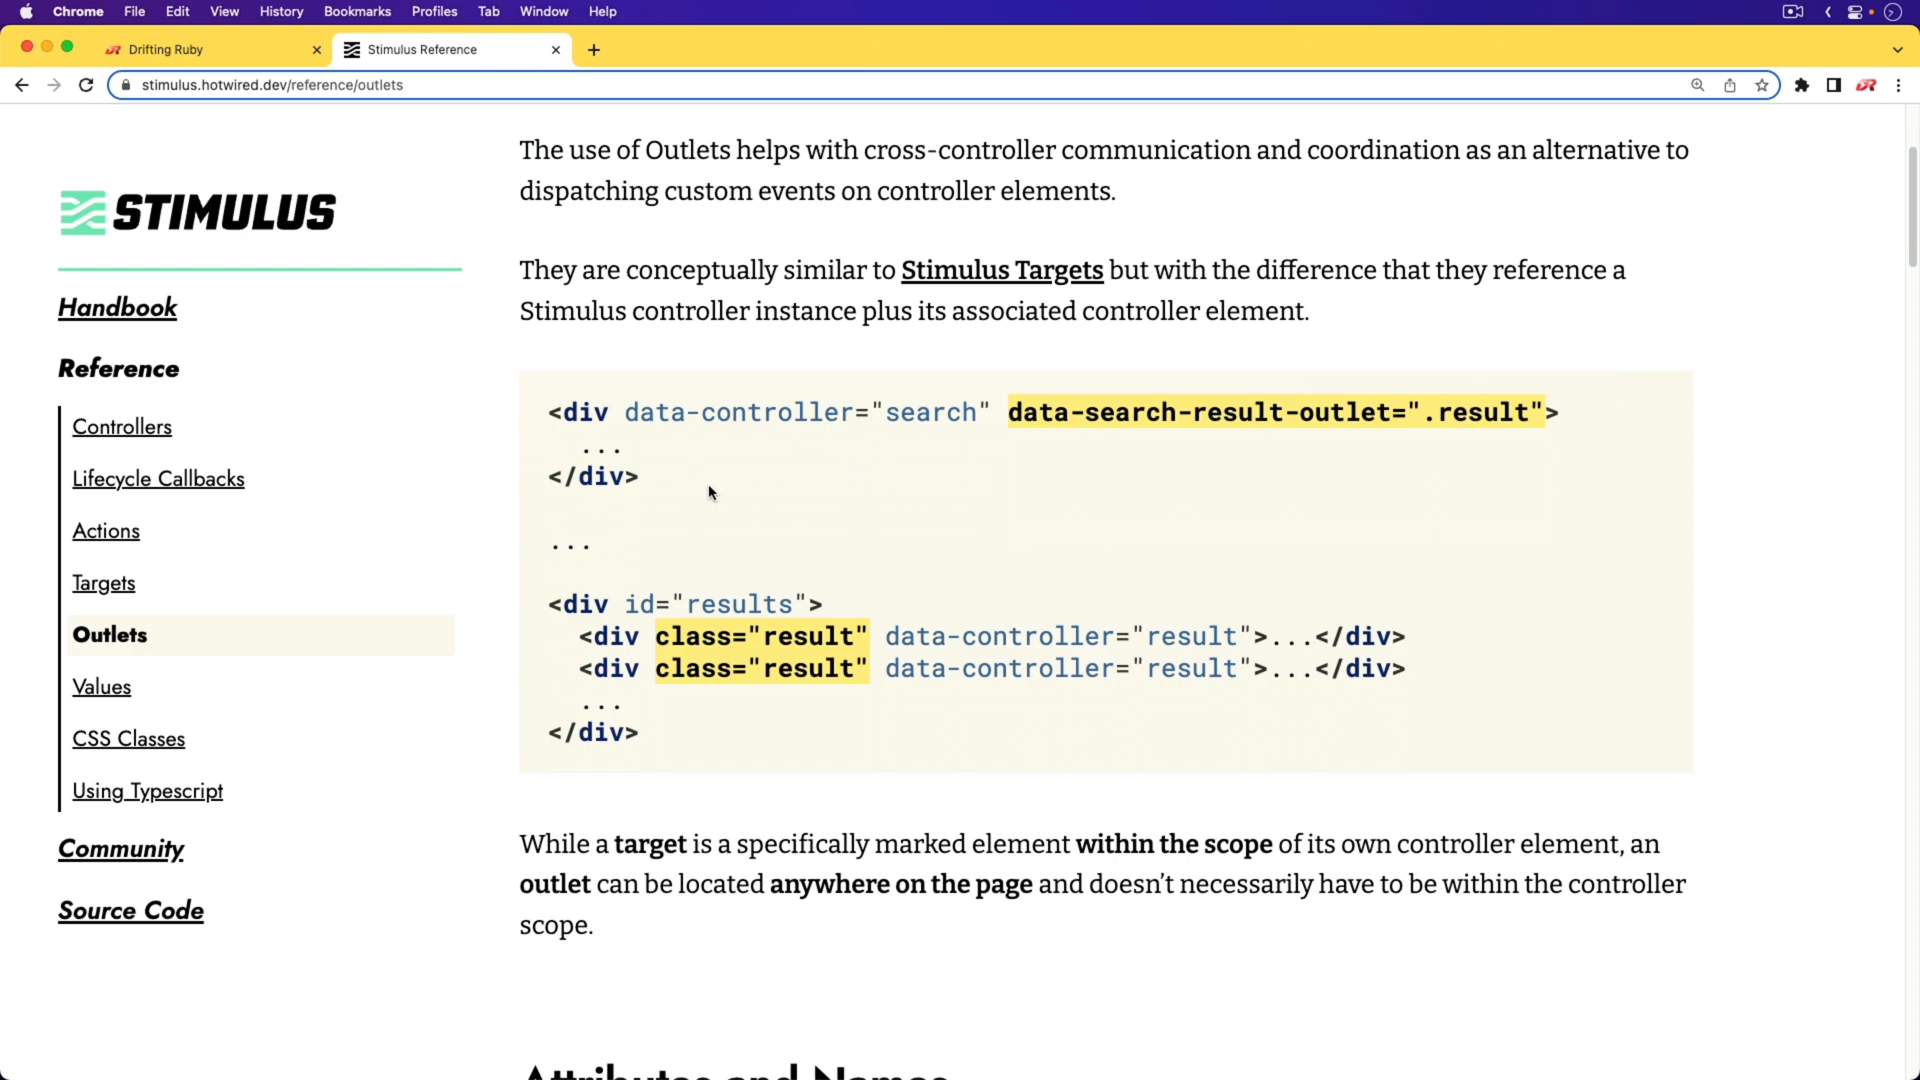 Chrome File Edit View History Bookmarks Profiles Tab Window Help
Drifting Ruby
Stimulus Reference
stimulus.hotwired.dev/reference/outlets
The use of Outlets helps with cross-controller communication and coordination as an alternative to
dispatching custom events on controller elements.
STIMULUS
They are conceptually similar to Stimulus Targets but with the difference that they reference a
Stimulus controller instance plus its associated controller element.
Handbook
Reference
Controllers
Lifecycle Callbacks
Actions
Targets
Outlets
Values
CSS Classes
Using Typescript
Community
Source Code
<div data-controller="search" data-search-result-outlet=".result">
...
</div>
...
<div id="results">
<div class="result" data-controller="result">...</div>
<div class="result" data-controller="result">...</div>
...
</div>
While a target is a specifically marked element within the scope of its own controller element, an
outlet can be located anywhere on the page and doesn’t necessarily have to be within the controller
scope.
Attributes and Names